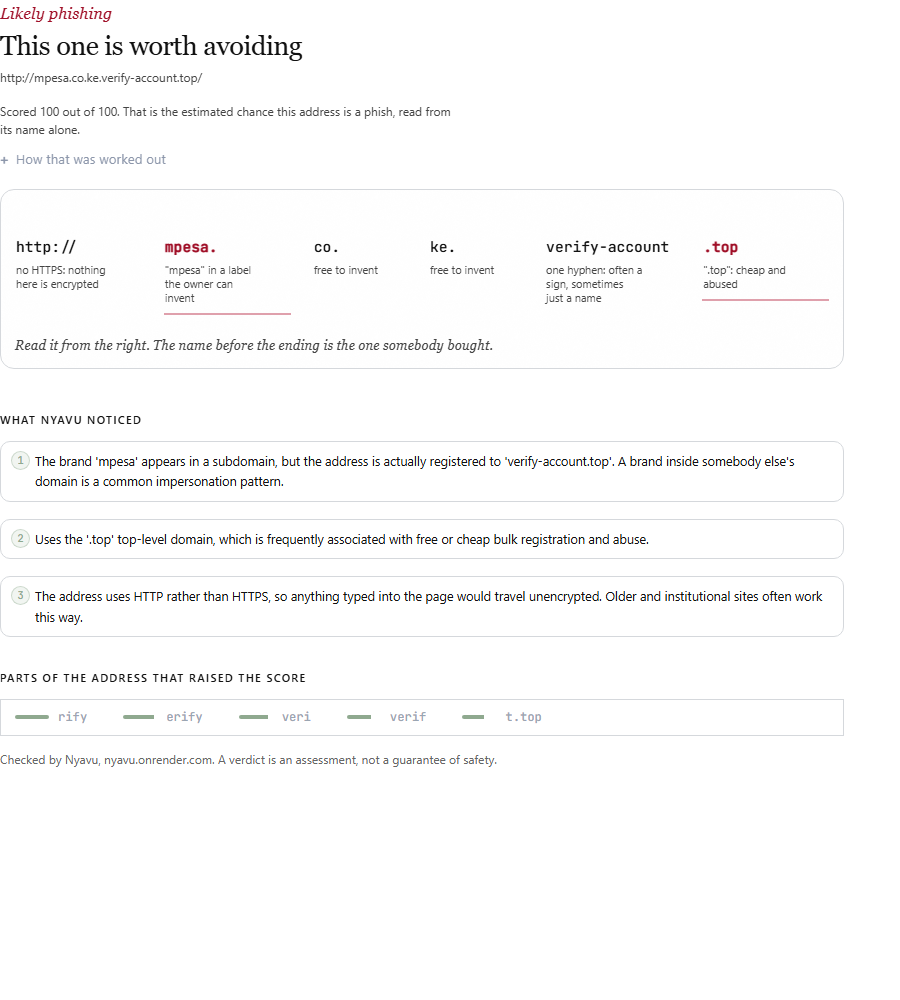 Likely phishing
This one is worth avoiding
http://mpesa.co.ke.verify-account.top/
Scored 100 out of 100. That is the estimated chance this address is a phish, read from
its name alone.
+ How that was worked out
http://
no HTTPS: nothing
here is encrypted
mpesa.
"mpesa" in a label
the owner can
invent
co.
free to invent
ke.
free to invent
verify-account
one hyphen: often a
sign, sometimes
just a name
.top
".top": cheap and
abused
Read it from the right. The name before the ending is the one somebody bought.
WHAT NYAVU NOTICED
1 The brand 'mpesa' appears in a subdomain, but the address is actually registered to 'verify-account.top'. A brand inside somebody else's
domain is a common impersonation pattern.
2 Uses the '.top' top-level domain, which is frequently associated with free or cheap bulk registration and abuse.
3 The address uses HTTP rather than HTTPS, so anything typed into the page would travel unencrypted. Older and institutional sites often work
this way.
PARTS OF THE ADDRESS THAT RAISED THE SCORE
rify erify veri verif t.top
Checked by Nyavu, nyavu.onrender.com. A verdict is an assessment, not a guarantee of safety.